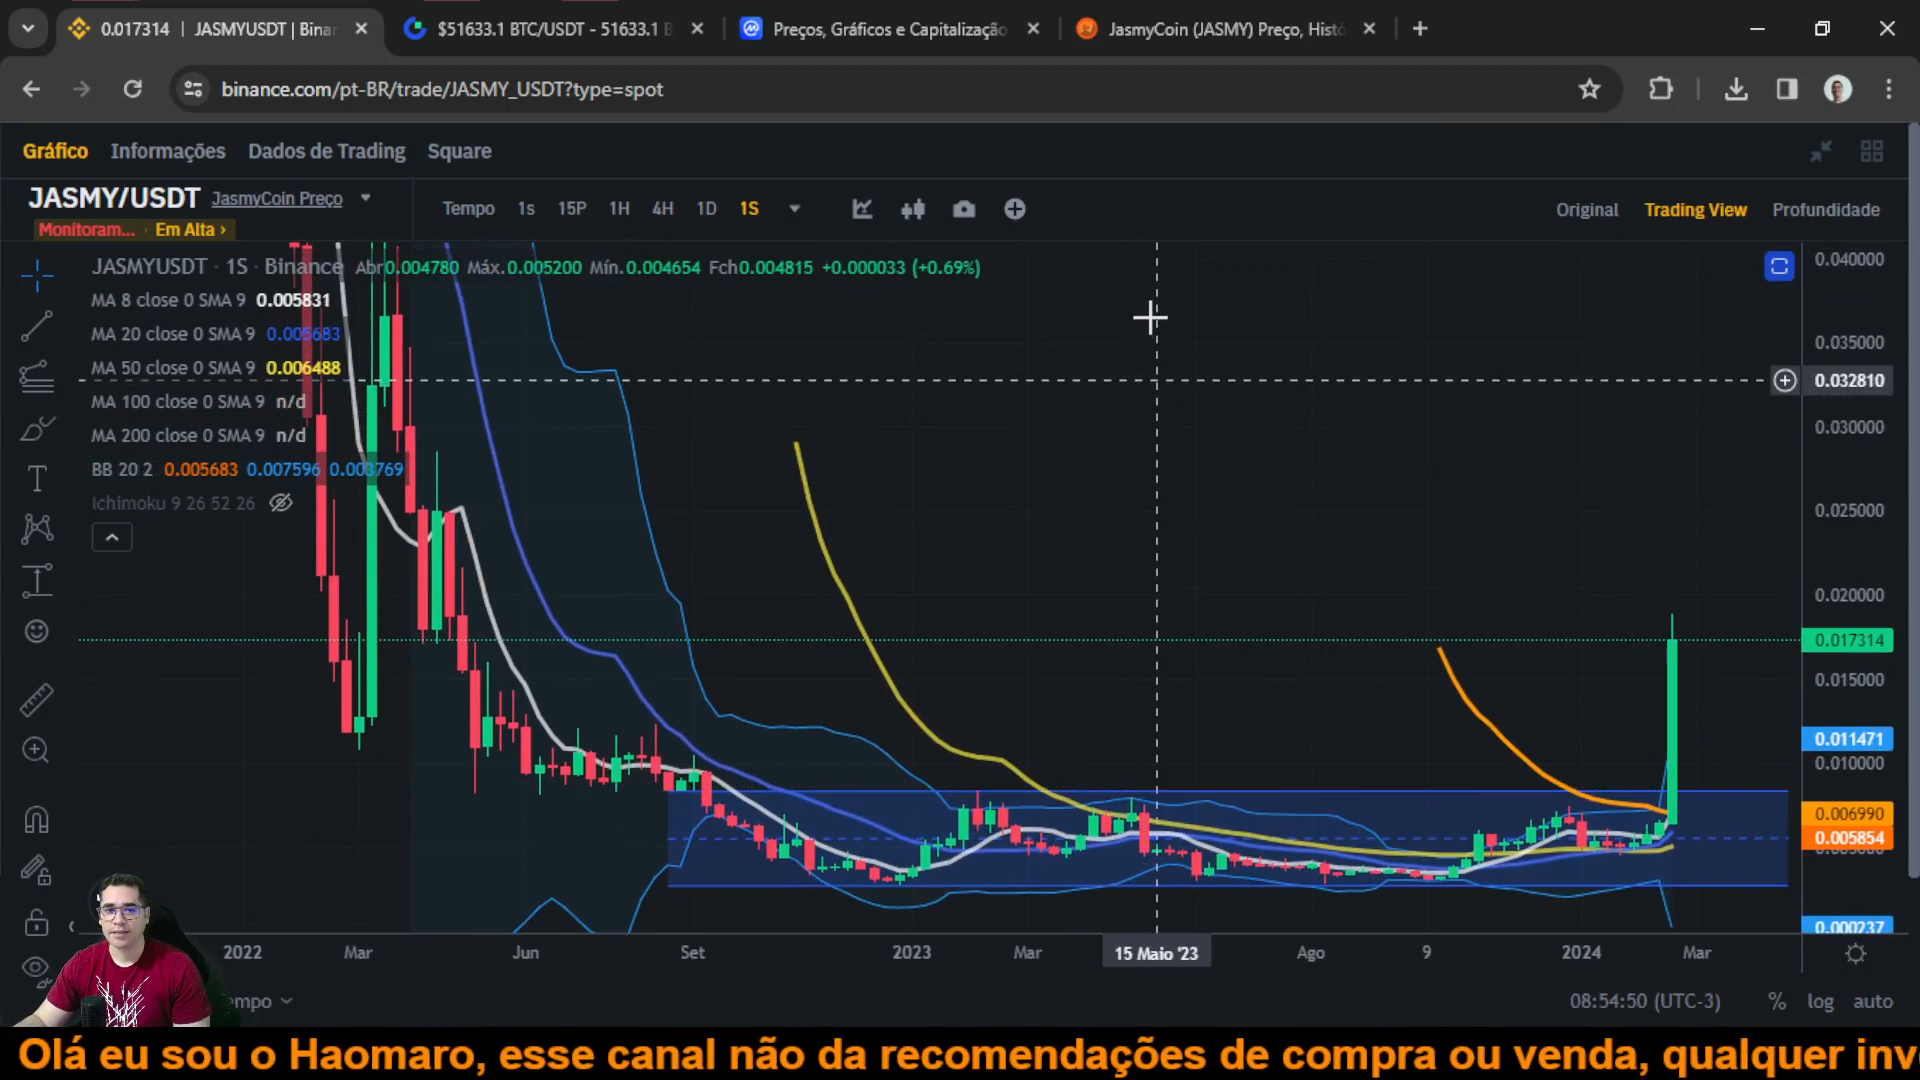 0.017314 | JASMYUSDT | Binar
$51633.1 BTC/USDT - 51633.1 B
Preços, Gráficos e Capitalização
JasmyCoin (JASMY) Preço, Histó
binance.com/pt-BR/trade/JASMY_USDT?type=spot
Gráfico Informações Dados de Trading Square
JASMY/USDT JasmyCoin Preço
Monitoram... Em Alta ›
Tempo 1s 15P 1H 4H 1D 1S
Original Trading View Profundidade
JASMYUSDT · 1S · Binance Abr0.004780 Máx.0.005200 Mín.0.004654 Fch0.004815 +0.000033 (+0.69%)
MA 8 close 0 SMA 9 0.005831
MA 20 close 0 SMA 9 0.005683
MA 50 close 0 SMA 9 0.006488
MA 100 close 0 SMA 9 n/d
MA 200 close 0 SMA 9 n/d
BB 20 2 0.005683 0.007596 0.003769
Ichimoku 9 26 52 26
0.040000
0.035000
0.032810
0.030000
0.025000
0.020000
0.017314
0.015000
0.011471
0.010000
0.006990
0.005854
0.000237
2022 Mar Jun Set 2023 Mar 15 Maio '23 Ago 9 2024 Mar
empo
08:54:50 (UTC-3) % log auto
Olá eu sou o Haomaro, esse canal não da recomendações de compra ou venda, qualquer inv